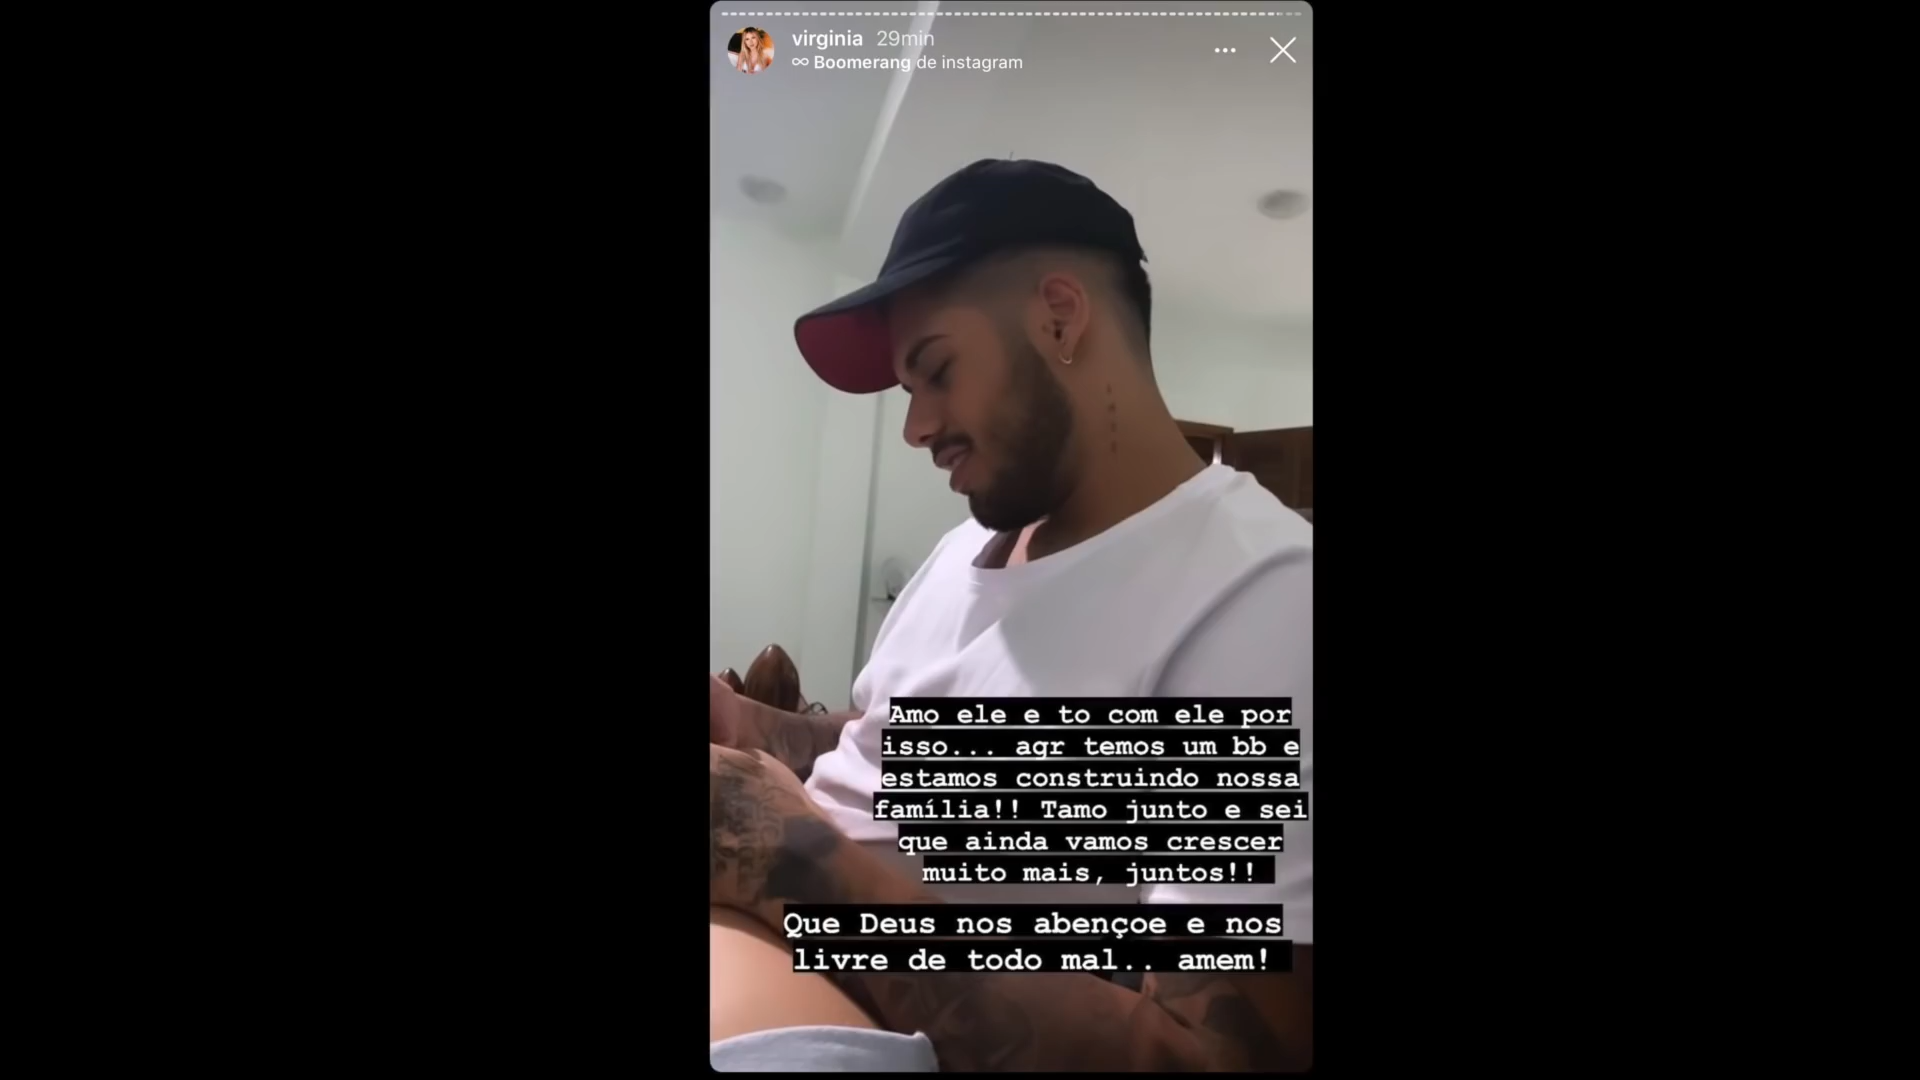 virginia 29min
∞ Boomerang de instagram
Amo ele e to com ele por
isso... agr temos um bb e
estamos construindo nossa
família!! Tamo junto e sei
que ainda vamos crescer
muito mais, juntos!!
Que Deus nos abençoe e nos
livre de todo mal.. amem!